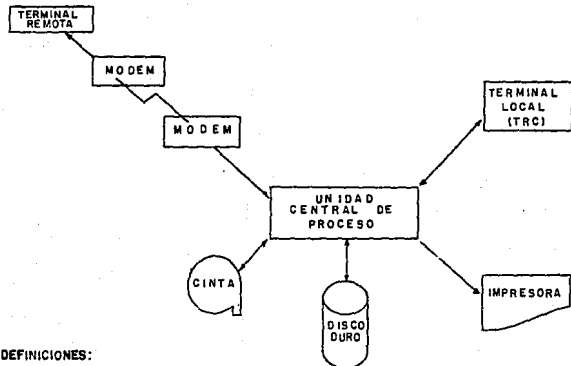 TERMINAL
REMOTA
MODEM
MODEM
TERMINAL
LOCAL
(TRC)
UNIDAD
CENTRAL DE
PROCESO
CINTA
DISCO
DURO
IMPRESORA
DEFINICIONES: